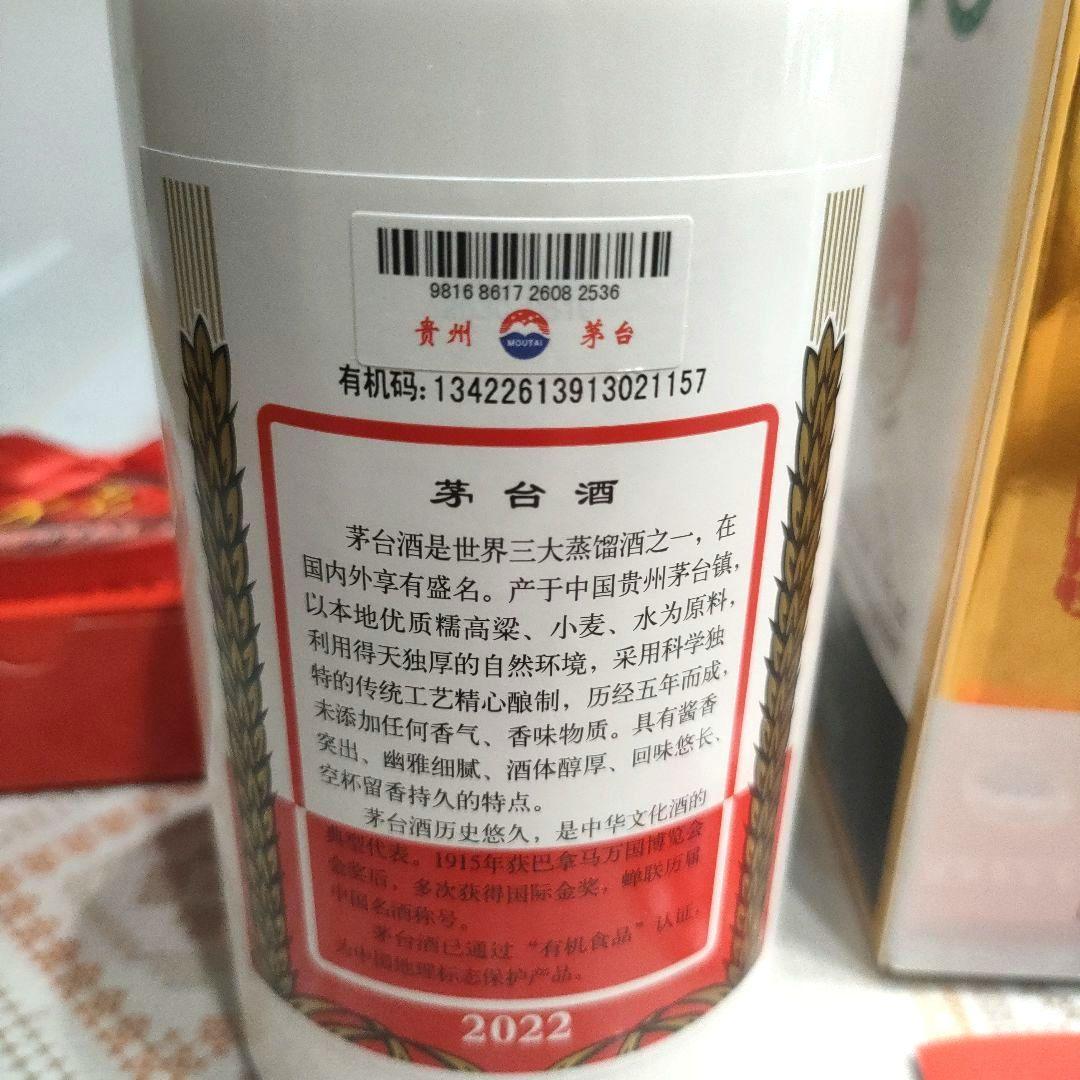 9816 8617 2608 2536
贵州 MOUTAI 茅台
有机码:13422613913021157
茅台酒
茅台酒是世界三大蒸馏酒之一，在
国内外享有盛名。产于中国贵州茅台镇，
以本地优质糯高粱、小麦、水为原料，
利用得天独厚的自然环境，采用科学独
特的传统工艺精心酿制，历经五年而成，
未添加任何香气、香味物质。具有酱香
突出、幽雅细腻、酒体醇厚、回味悠长、
空杯留香持久的特点。
茅台酒历史悠久，是中华文化酒的
典型代表。1915年获巴拿马万国博览会
金奖后，多次获得国际金奖，蝉联历届
中国名酒称号。
茅台酒已通过“有机食品”认证，
为中国地理标志保护产品。
2022